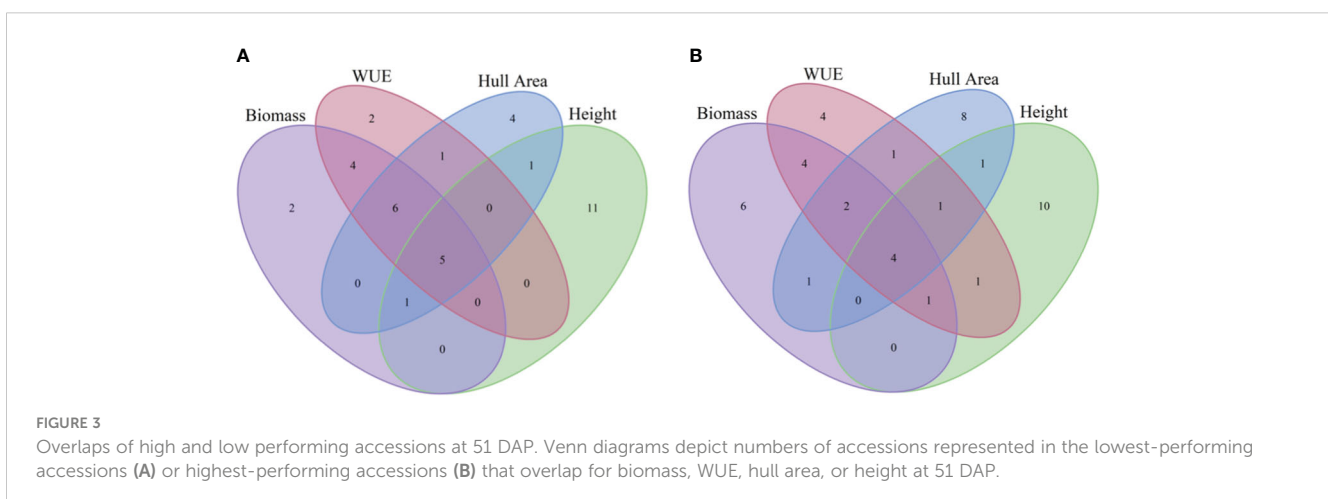 A
B
WUE
Hull Area
Biomass
Height
2
4
4
1
1
2
6
0
11
5
0
0
1
0
0
WUE
Hull Area
Biomass
Height
4
8
4
1
1
6
2
1
10
4
1
1
0
1
0
FIGURE 3
Overlaps of high and low performing accessions at 51 DAP. Venn diagrams depict numbers of accessions represented in the lowest-performing
accessions (A) or highest-performing accessions (B) that overlap for biomass, WUE, hull area, or height at 51 DAP.